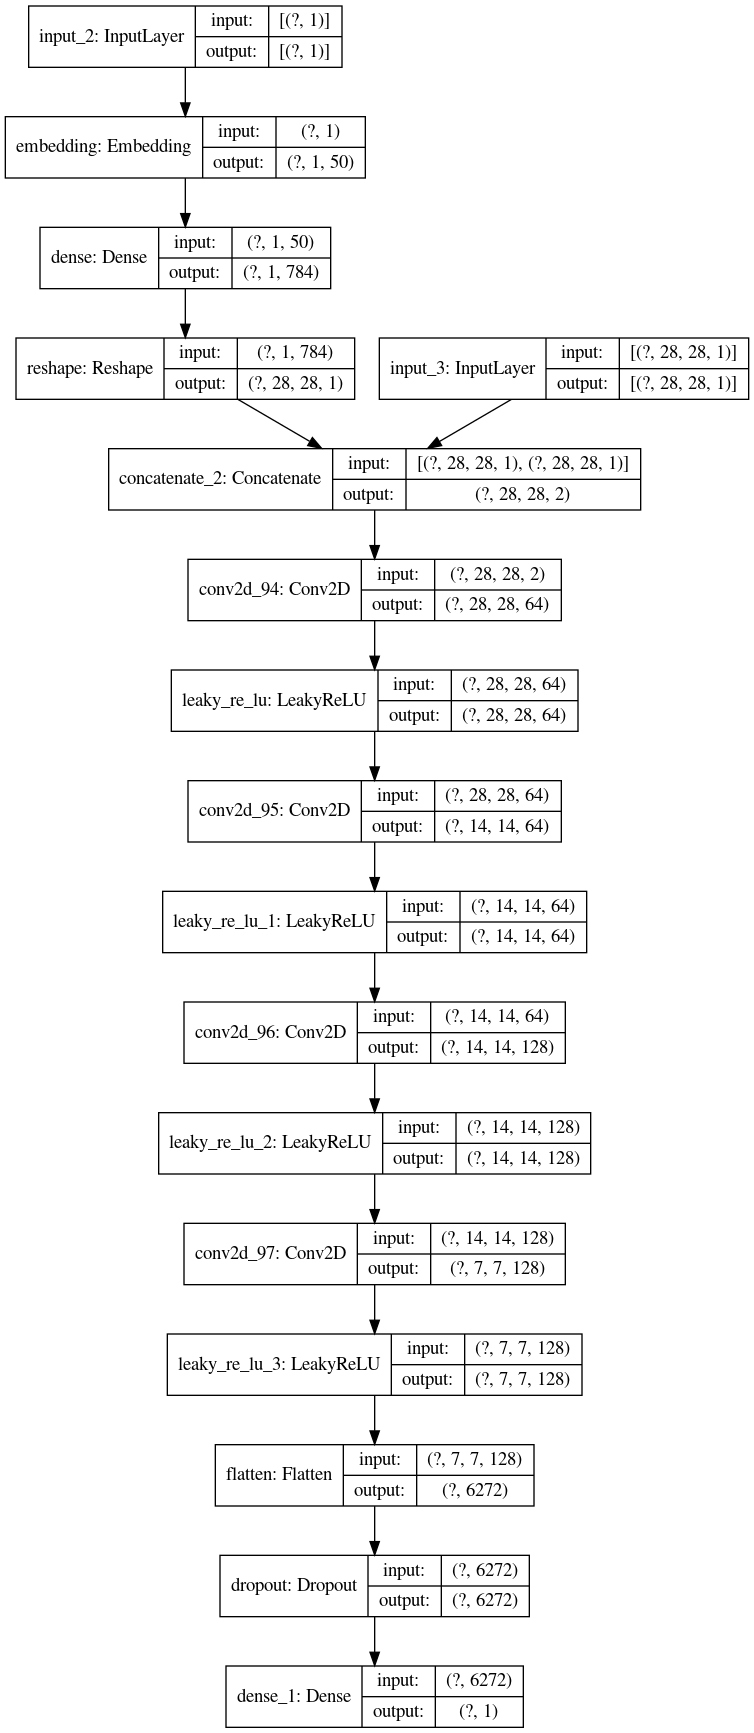 input_2: InputLayer
input: [(?, 1)]
output: [(?, 1)]
embedding: Embedding
input: (?, 1)
output: (?, 1, 50)
dense: Dense
input: (?, 1, 50)
output: (?, 1, 784)
reshape: Reshape
input: (?, 1, 784)
output: (?, 28, 28, 1)
input_3: InputLayer
input: [(?, 28, 28, 1)]
output: [(?, 28, 28, 1)]
concatenate_2: Concatenate
input: [(?, 28, 28, 1), (?, 28, 28, 1)]
output: (?, 28, 28, 2)
conv2d_94: Conv2D
input: (?, 28, 28, 2)
output: (?, 28, 28, 64)
leaky_re_lu: LeakyReLU
input: (?, 28, 28, 64)
output: (?, 28, 28, 64)
conv2d_95: Conv2D
input: (?, 28, 28, 64)
output: (?, 14, 14, 64)
leaky_re_lu_1: LeakyReLU
input: (?, 14, 14, 64)
output: (?, 14, 14, 64)
conv2d_96: Conv2D
input: (?, 14, 14, 64)
output: (?, 14, 14, 128)
leaky_re_lu_2: LeakyReLU
input: (?, 14, 14, 128)
output: (?, 14, 14, 128)
conv2d_97: Conv2D
input: (?, 14, 14, 128)
output: (?, 7, 7, 128)
leaky_re_lu_3: LeakyReLU
input: (?, 7, 7, 128)
output: (?, 7, 7, 128)
flatten: Flatten
input: (?, 7, 7, 128)
output: (?, 6272)
dropout: Dropout
input: (?, 6272)
output: (?, 6272)
dense_1: Dense
input: (?, 6272)
output: (?, 1)